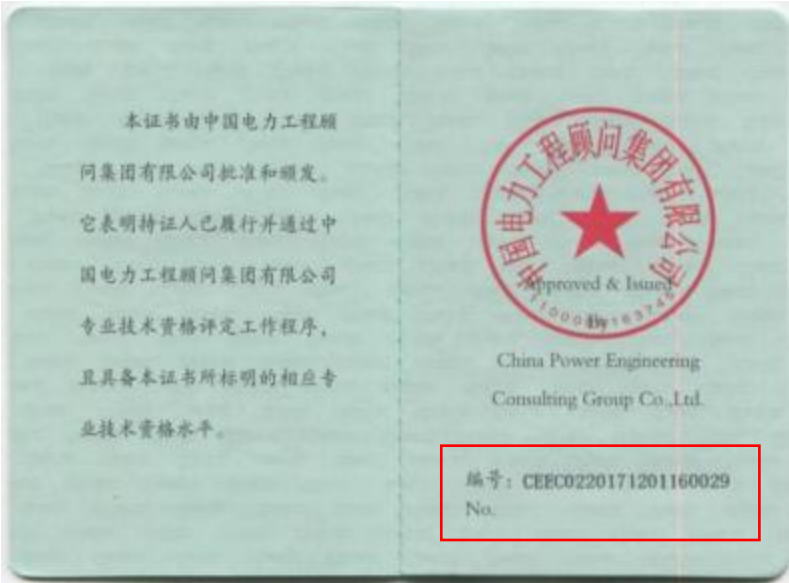 本证书由中国电力工程顾
问集团有限公司批准和颁发。
它表明持证人已履行并通过中
国电力工程顾问集团有限公司
专业技术资格评定工作程序,
且具备本证书所标明的相应专
业技术资格水平。
中国电力工程顾问集团有限公司
Approved & Issued
By
China Power Engineering
Consulting Group Co.,Ltd.
编号: CEEC0220171201160029
No.